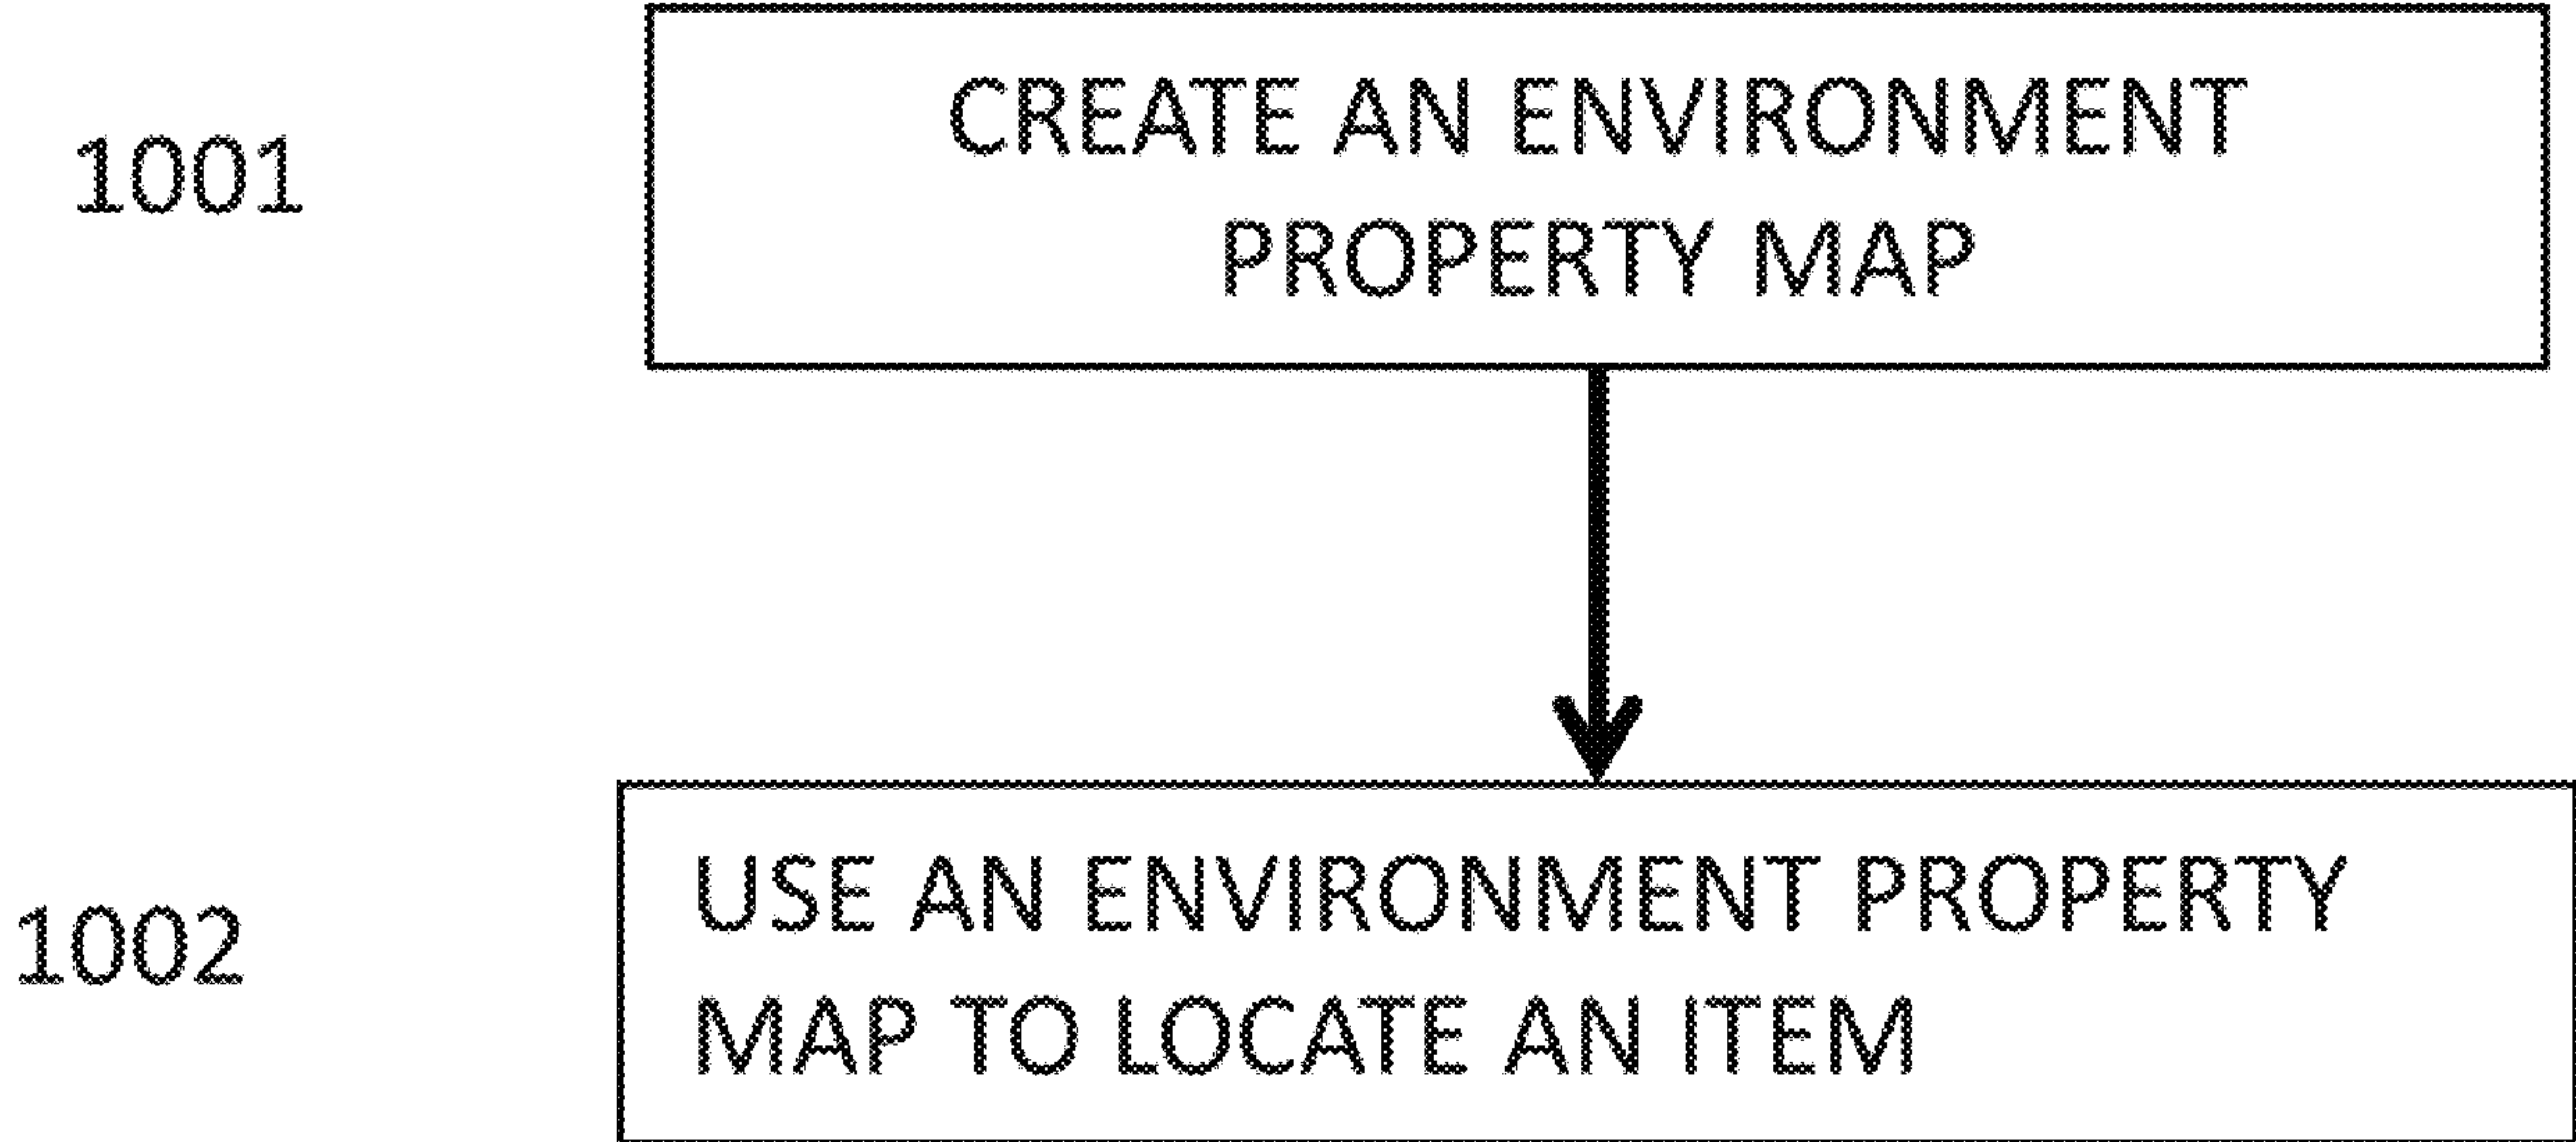 1001
CREATE AN ENVIRONMENT
PROPERTY MAP
1002
USE AN ENVIRONMENT PROPERTY
MAP TO LOCATE AN ITEM